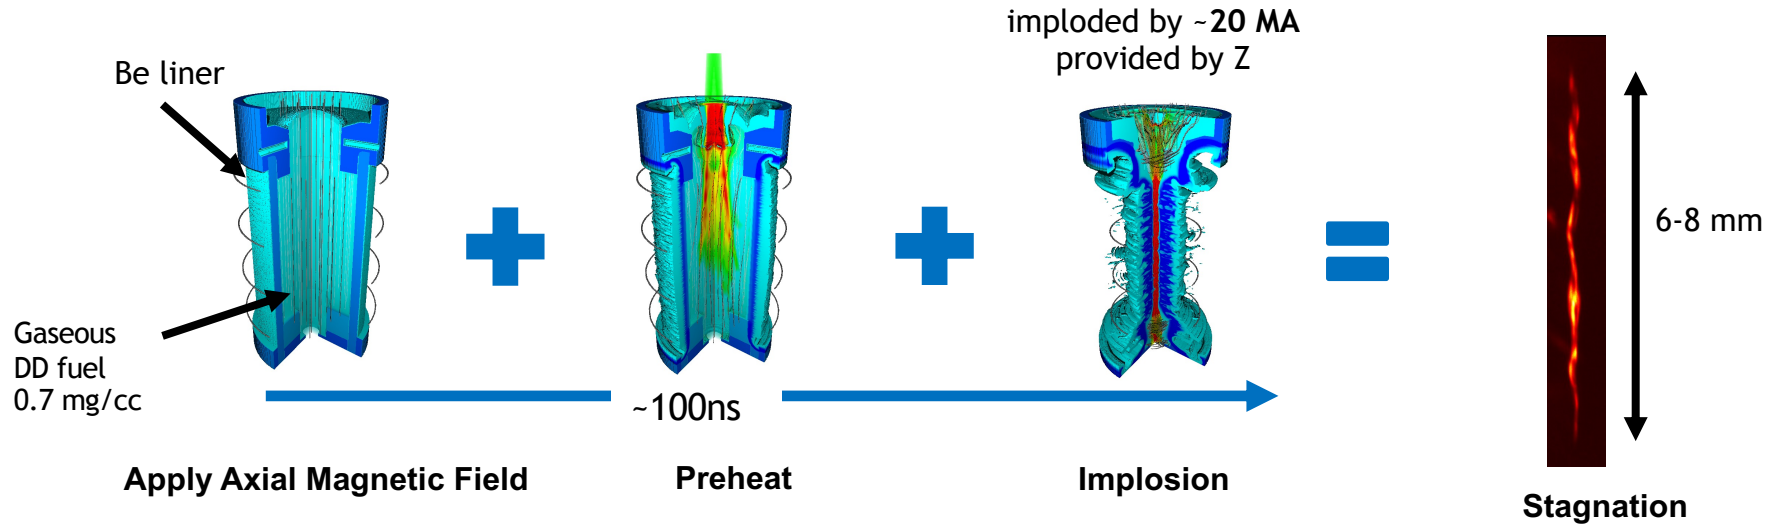 imploded by ~20 MA
provided by Z
Be liner
6-8 mm
Gaseous
DD fuel
0.7 mg/cc
~100ns
Apply Axial Magnetic Field
Preheat
Implosion
Stagnation